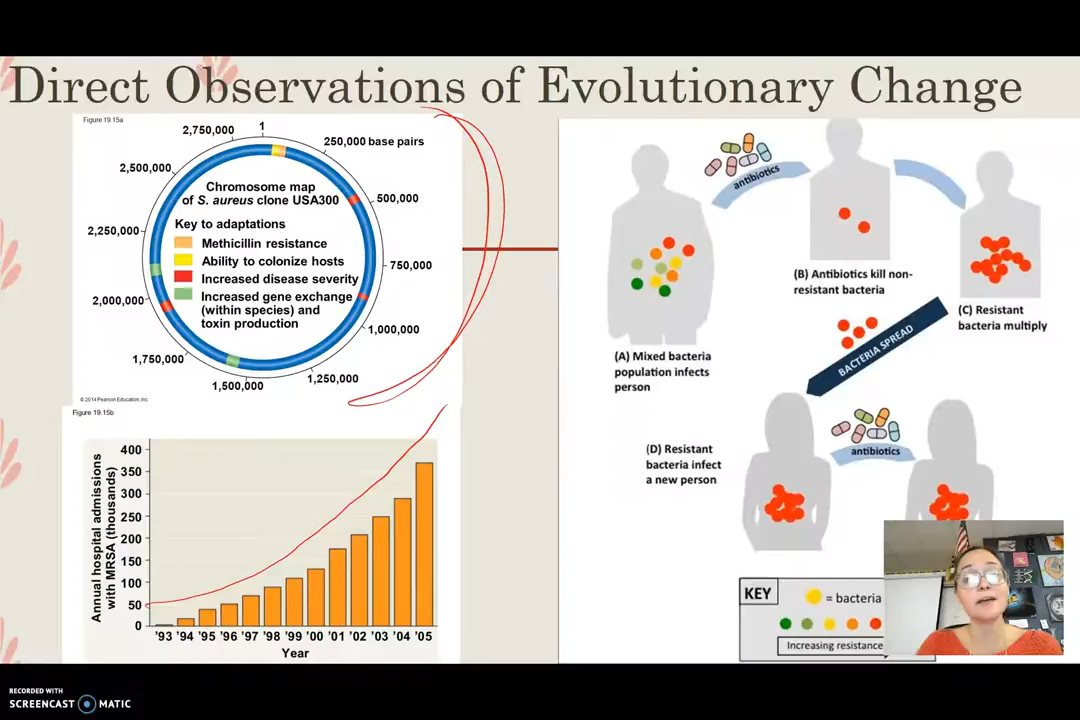 Direct Observations of Evolutionary Change
Figure 19.15a
1
2,750,000
250,000 base pairs
2,500,000
500,000
2,250,000
750,000
2,000,000
1,000,000
1,750,000
1,250,000
1,500,000
Chromosome map
of S. aureus clone USA300
Key to adaptations
Methicillin resistance
Ability to colonize hosts
Increased disease severity
Increased gene exchange
(within species) and
toxin production
© 2014 Pearson Education, Inc.
Figure 19.15b
Annual hospital admissions
with MRSA (thousands)
400
350
300
250
200
150
100
50
0
'93 '94 '95 '96 '97 '98 '99 '00 '01 '02 '03 '04 '05
Year
antibiotics
(A) Mixed bacteria
population infects
person
(B) Antibiotics kill non-
resistant bacteria
(C) Resistant
bacteria multiply
BACTERIA SPREAD
(D) Resistant
bacteria infect
a new person
antibiotics
KEY
= bacteria
Increasing resistance
RECORDED WITH
SCREENCAST MATIC